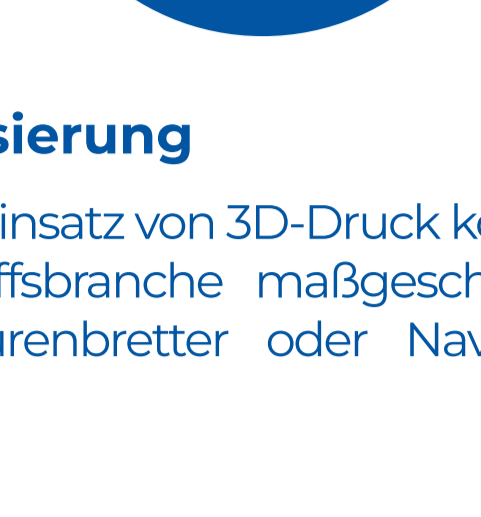 sierung
insatz von 3D-Druck k
ffsbranche maßgesch
urenbretter oder Nav